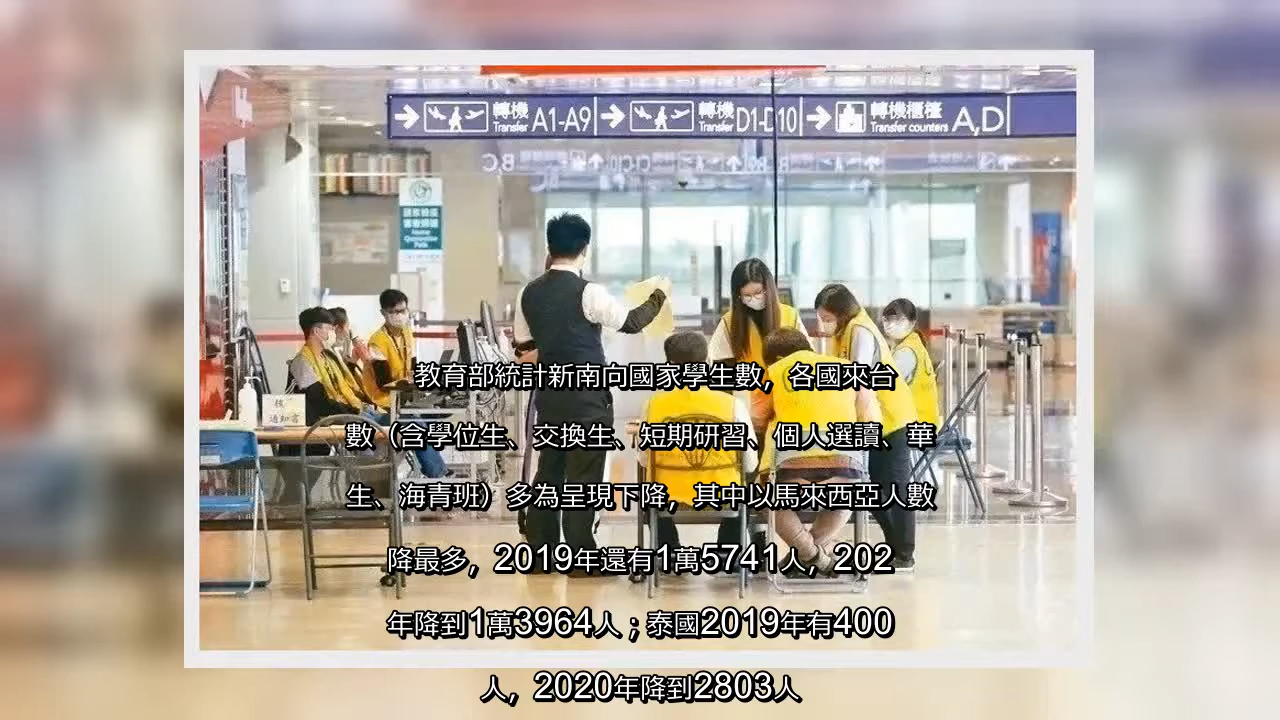 轉機 Transfer A1-A9 轉機 Transfer D1-D10 轉機櫃檯 Transfer counters A,D
核
通知書
教育部統計新南向國家學生數，各國來台
數（含學位生、交換生、短期研習、個人選讀、華
生、海青班）多為呈現下降，其中以馬來西亞人數
降最多，2019年還有1萬5741人，202
年降到1萬3964人；泰國2019年有400
人，2020年降到2803人